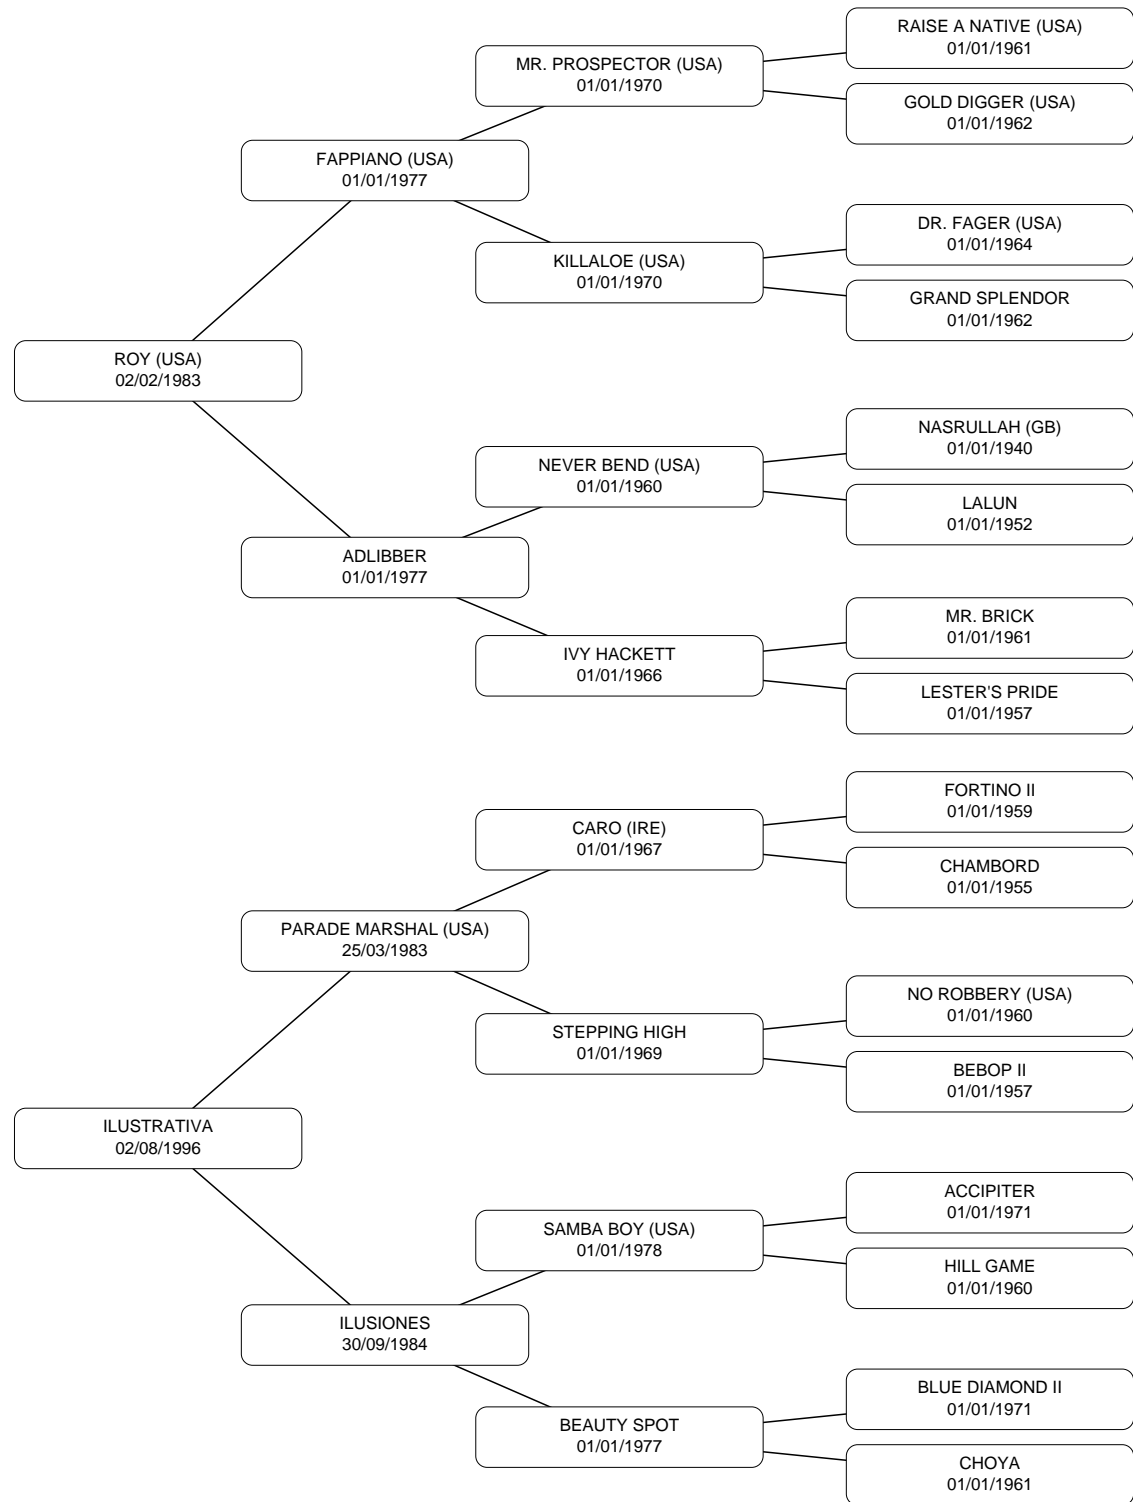 RAISE A NATIVE (USA)
01/01/1961
MR. PROSPECTOR (USA)
01/01/1970
GOLD DIGGER (USA)
01/01/1962
FAPPIANO (USA)
01/01/1977
DR. FAGER (USA)
01/01/1964
KILLALOE (USA)
01/01/1970
GRAND SPLENDOR
01/01/1962
ROY (USA)
02/02/1983
NASRULLAH (GB)
01/01/1940
NEVER BEND (USA)
01/01/1960
LALUN
01/01/1952
ADLIBBER
01/01/1977
MR. BRICK
01/01/1961
IVY HACKETT
01/01/1966
LESTER'S PRIDE
01/01/1957
FORTINO II
01/01/1959
CARO (IRE)
01/01/1967
CHAMBORD
01/01/1955
PARADE MARSHAL (USA)
25/03/1983
NO ROBBERY (USA)
01/01/1960
STEPPING HIGH
01/01/1969
BEBOP II
01/01/1957
ILUSTRATIVA
02/08/1996
ACCIPITER
01/01/1971
SAMBA BOY (USA)
01/01/1978
HILL GAME
01/01/1960
ILUSIONES
30/09/1984
BLUE DIAMOND II
01/01/1971
BEAUTY SPOT
01/01/1977
CHOYA
01/01/1961